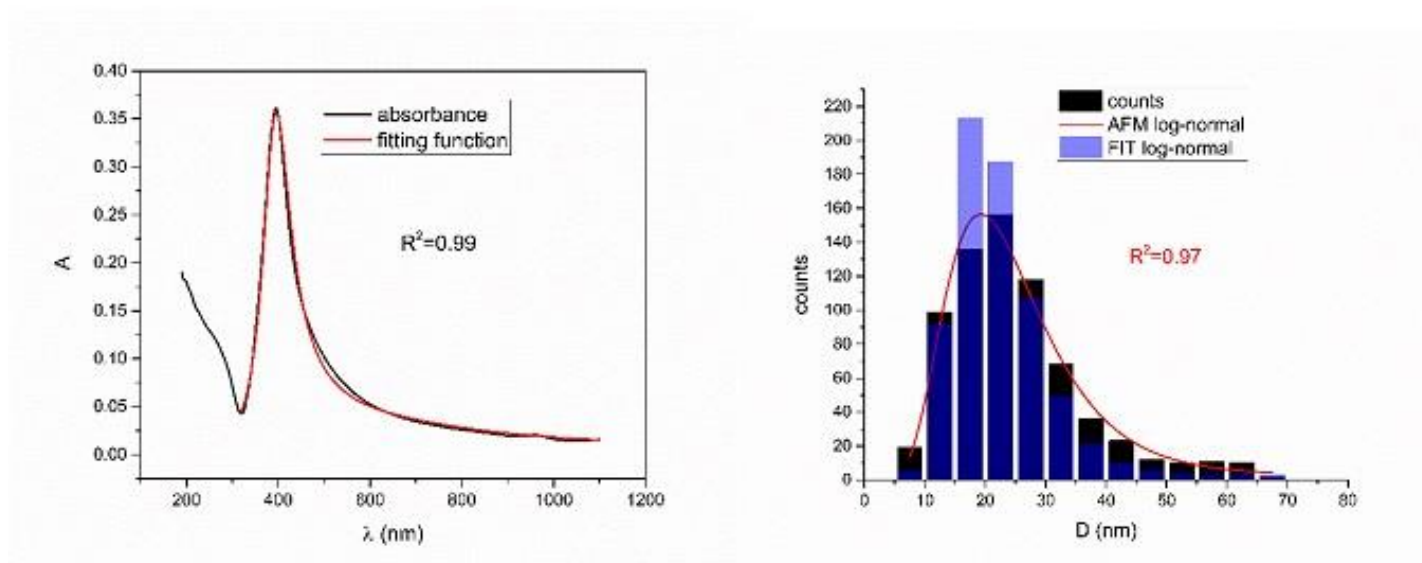 0.40
0.35
0.30
0.25
0.20
0.15
0.10
0.05
0.00
A
absorbance
fitting function
R²=0.99
200 400 600 800 1000 1200
λ (nm)
220
200
180
160
140
120
100
80
60
40
20
0
counts
counts
AFM log-normal
FIT log-normal
R²=0.97
0 10 20 30 40 50 60 70 80
D (nm)